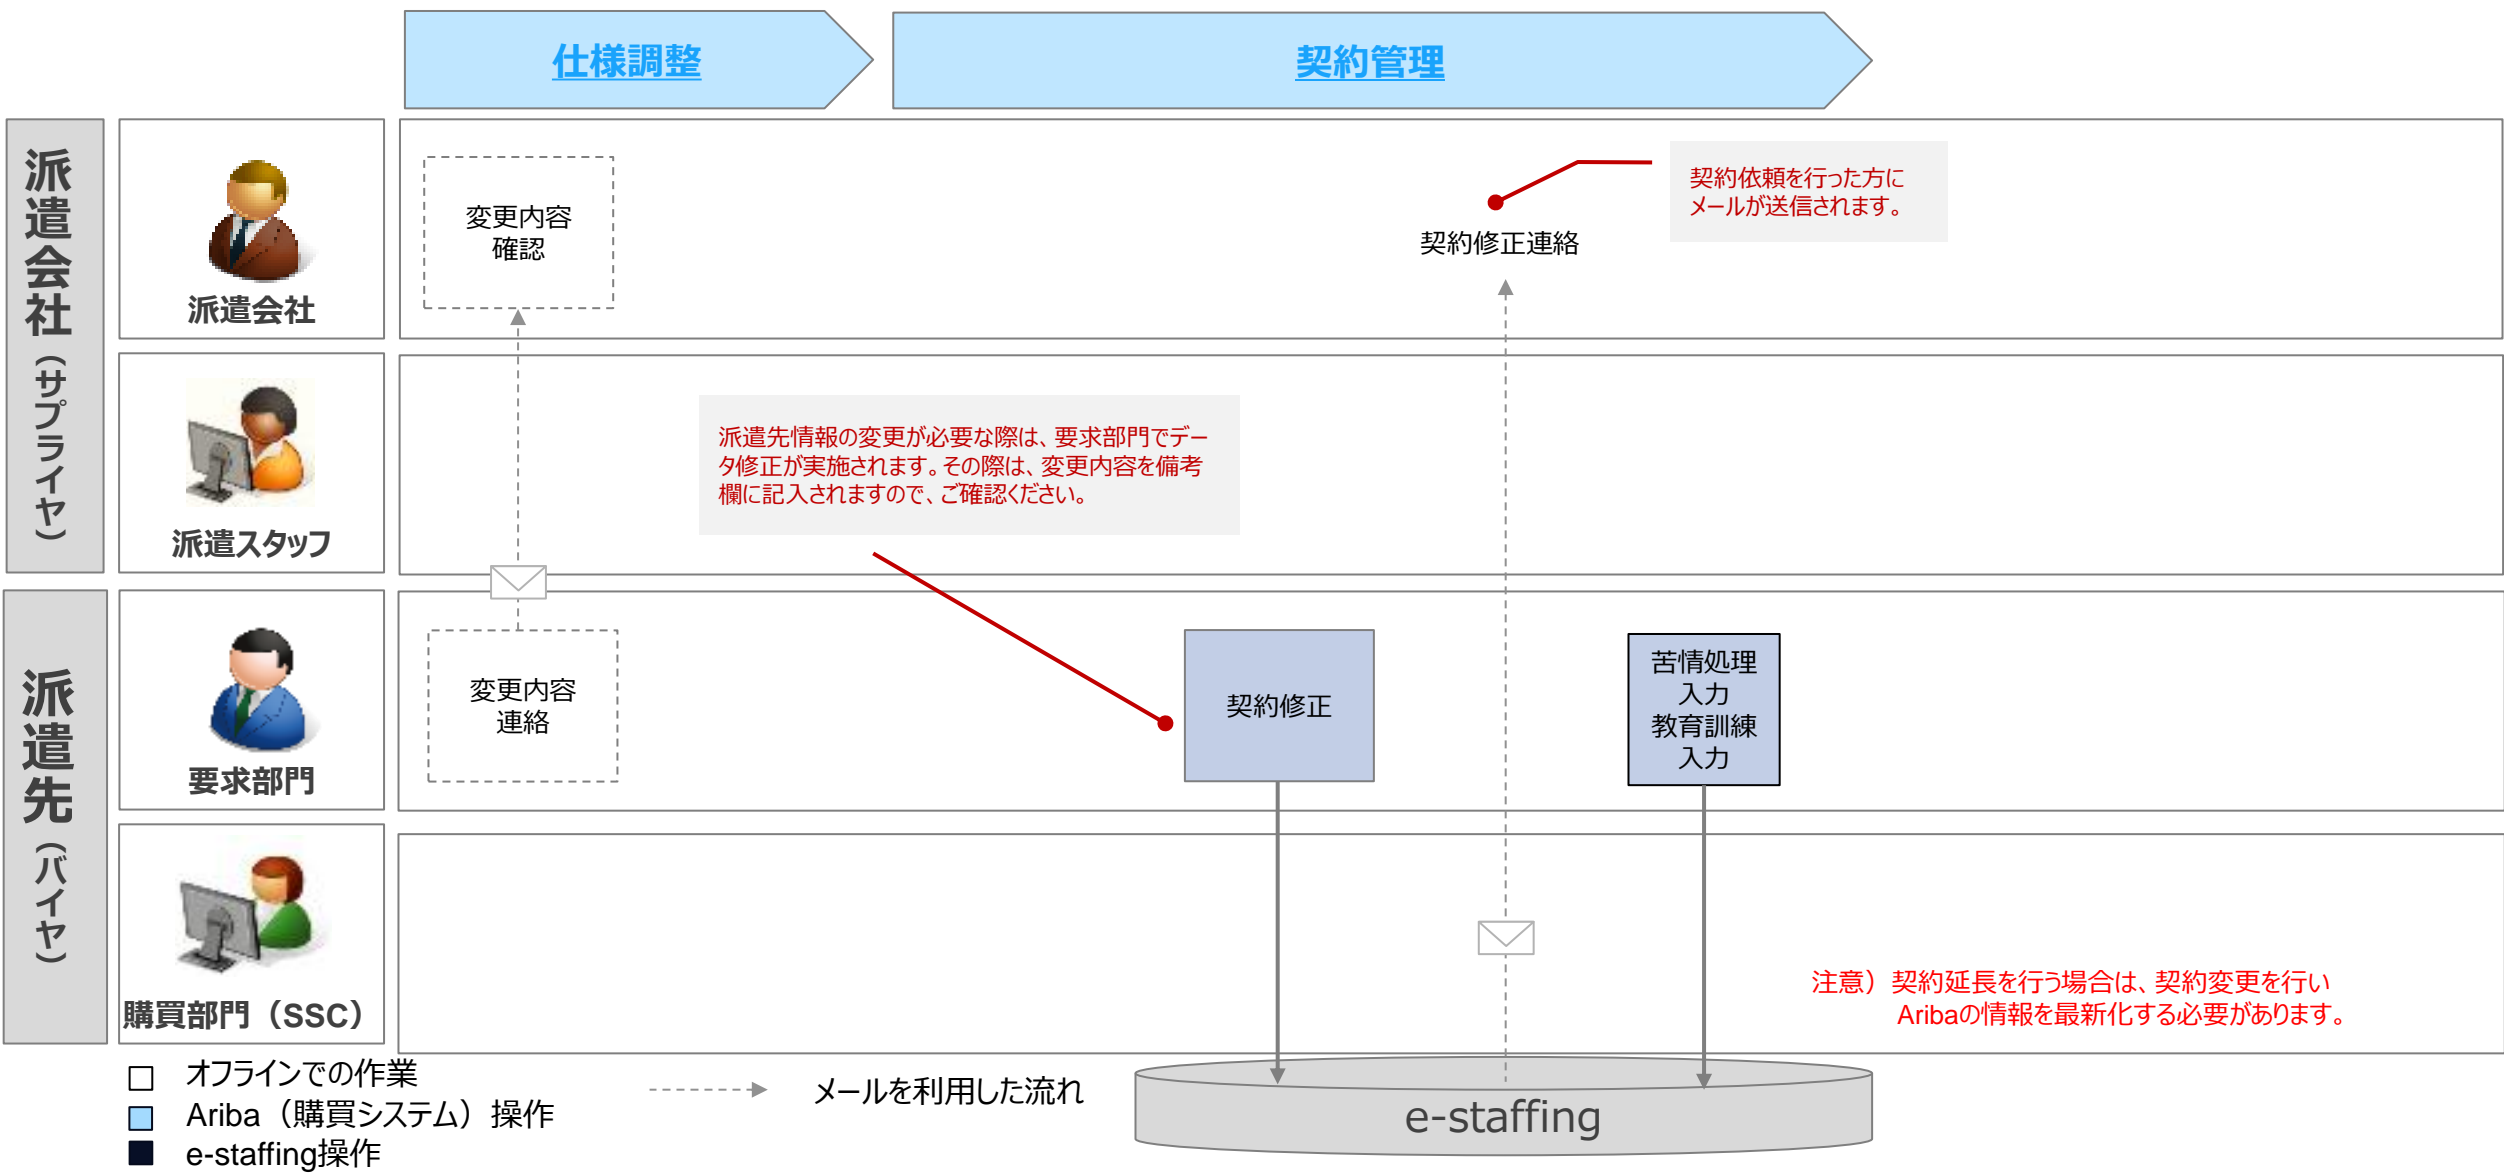 仕様調整
契約管理
派遣会社（サプライヤ）
派遣会社
変更内容
確認
契約修正連絡
契約依頼を行った方に
メールが送信されます。
派遣スタッフ
派遣先情報の変更が必要な際は、要求部門でデー
タ修正が実施されます。その際は、変更内容を備考
欄に記入されますので、ご確認ください。
派遣先（バイヤ）
要求部門
変更内容
連絡
契約修正
苦情処理
入力
教育訓練
入力
購買部門（SSC）
注意）契約延長を行う場合は、契約変更を行い
Aribaの情報を最新化する必要があります。
オフラインでの作業
Ariba（購買システム）操作
e-staffing操作
メールを利用した流れ
e-staffing